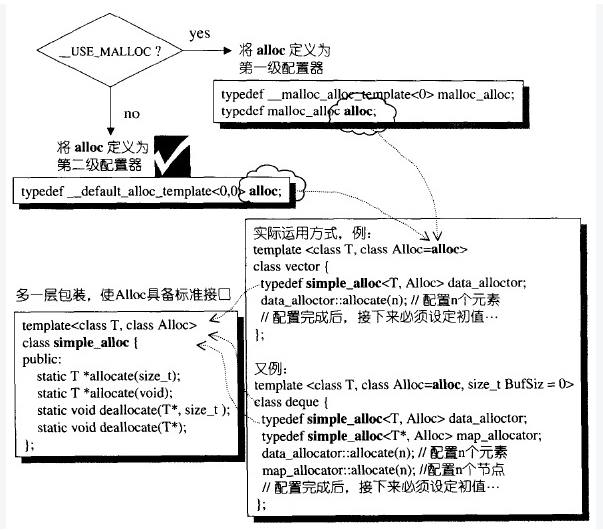 __USE_MALLOC ?
yes
将 alloc 定义为
第一级配置器
typedef __malloc_alloc_template<0> malloc_alloc;
typedef malloc_alloc alloc;
no
将 alloc 定义为
第二级配置器
typedef __default_alloc_template<0,0> alloc;
实际运用方式，例：
template <class T, class Alloc=alloc>
class vector {
typedef simple_alloc<T, Alloc> data_alloctor;
data_alloctor::allocate(n); // 配置n个元素
// 配置完成后，接下来必须设定初值…
};
多一层包装，使Alloc具备标准接口
template<class T, class Alloc>
class simple_alloc {
public:
static T *allocate(size_t);
static T *allocate(void);
static void deallocate(T*, size_t );
static void deallocate(T*);
};
又例：
template <class T, class Alloc=alloc, size_t BufSiz = 0>
class deque {
typedef simple_alloc<T, Alloc> data_alloctor;
typedef simple_alloc<T*, Alloc> map_allocator;
data_allocator::allocate(n); // 配置n个元素
map_allocator::allocate(n); //配置n个节点
// 配置完成后，接下来必须设定初值…
};